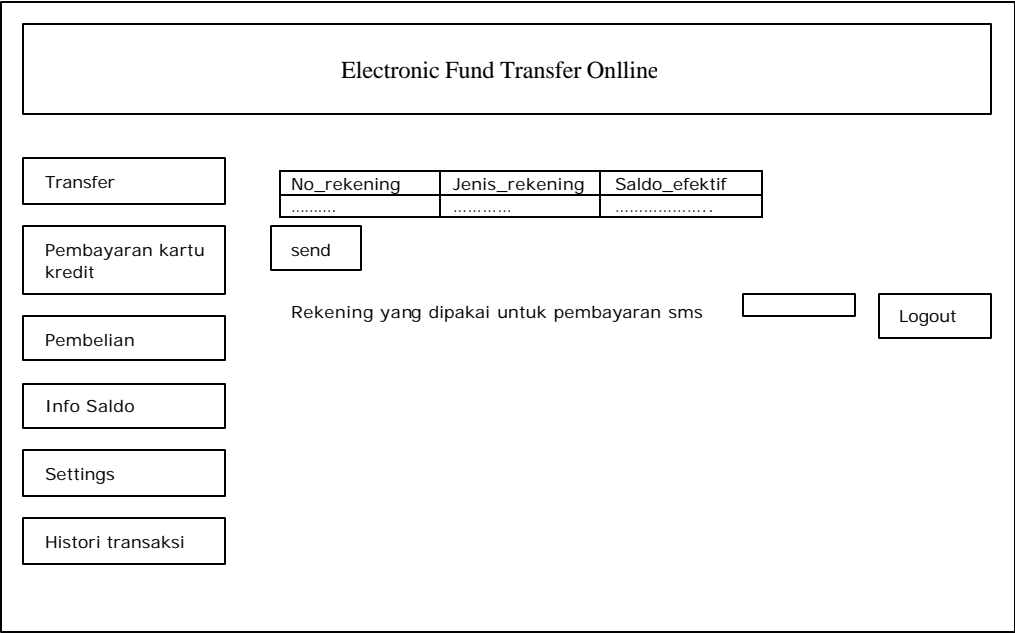 Electronic Fund Transfer Onlline
Transfer
No_rekening Jenis_rekening Saldo_efektif
.......... ............ ...................
Pembayaran kartu
kredit
send
Rekening yang dipakai untuk pembayaran sms
Logout
Pembelian
Info Saldo
Settings
Histori transaksi